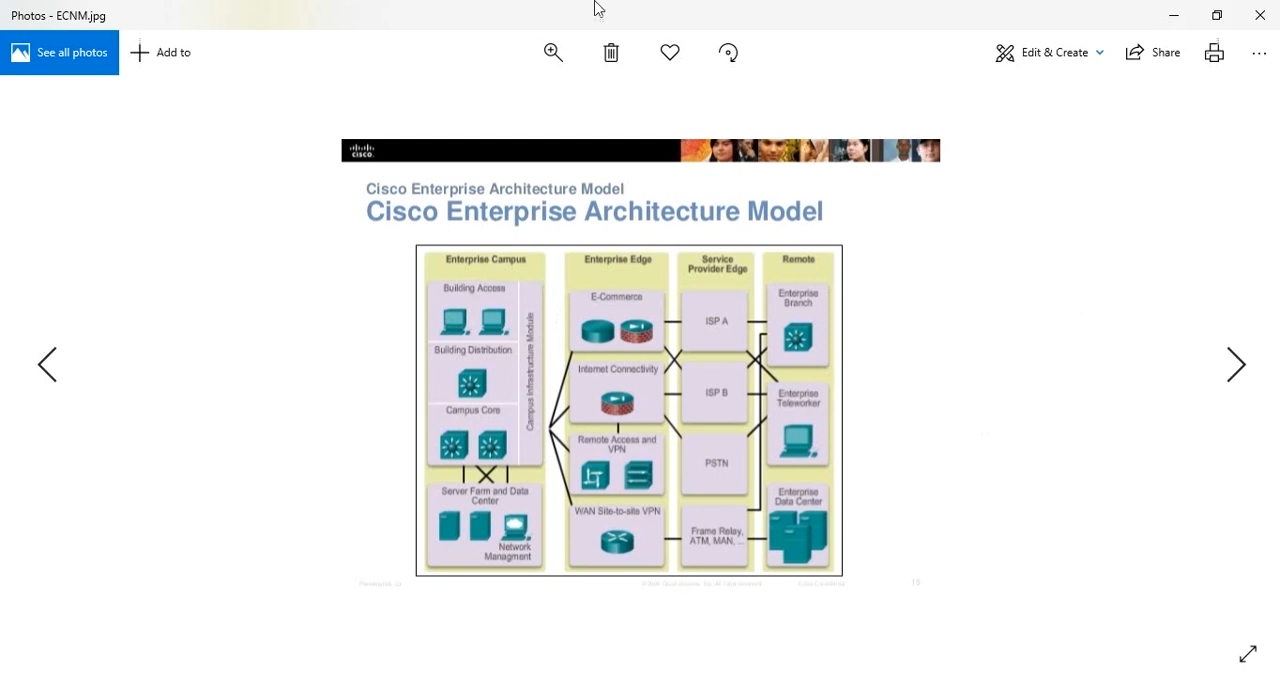 Photos - ECNM.jpg
See all photos
Add to
Edit & Create
Share
CISCO
Cisco Enterprise Architecture Model
Cisco Enterprise Architecture Model
Enterprise Campus
Building Access
Building Distribution
Campus Core
Campus Infrastructure Module
Server Farm and Data
Center
Network
Managment
Enterprise Edge
E-Commerce
Internet Connectivity
Remote Access and
VPN
WAN Site-to-site VPN
Service
Provider Edge
ISP A
ISP B
PSTN
Frame Relay,
ATM, MAN, ...
Remote
Enterprise
Branch
Enterprise
Teleworker
Enterprise
Data Center